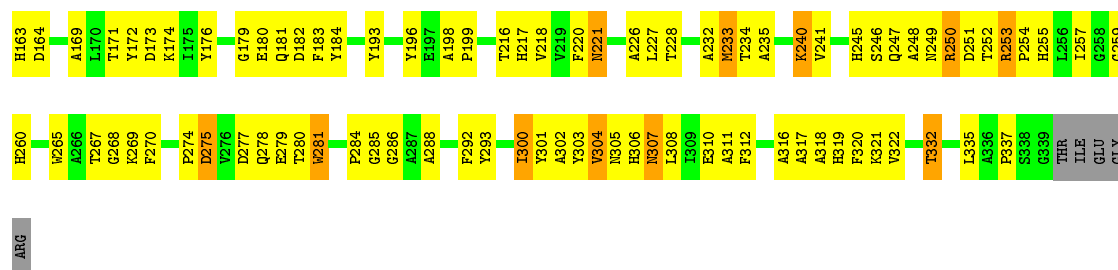 H163 D164 A169 L170 T171 Y172 D173 K174 I175 Y176 G179 E180 Q181 D182 F183 Y184 Y193 Y196 E197 A198 P199 T216 H217 V218 V219 F220 N221 A226 L227 T228 A232 M233 T234 A235 K240 V241 H245 S246 Q247 A248 N249 R250 D251 T252 R253 P254 H255 L256 I257 G258 C259
H260 W265 A266 T267 G268 K269 F270 P274 D275 V276 D277 Q278 E279 T280 W281 P284 G285 G286 A287 A288 F292 Y293 I300 Y301 A302 Y303 V304 N305 H306 N307 L308 I309 E310 A311 F312 A316 A317 A318 H319 F320 K321 V322 T332 L335 A336 P337 S338 G339 THR ILE GLU GLY
ARG